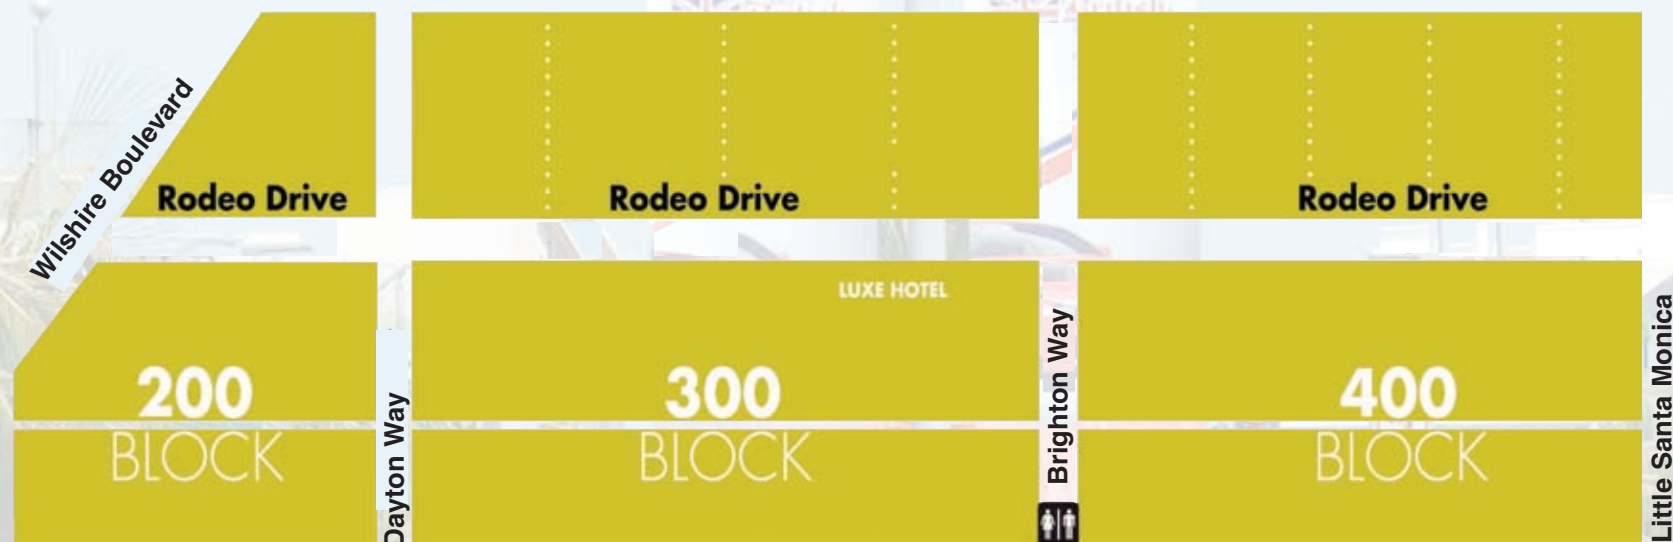 Wilshire Boulevard
Rodeo Drive
Rodeo Drive
Rodeo Drive
LUXE HOTEL
200
BLOCK
Dayton Way
300
BLOCK
Brighton Way
400
BLOCK
Little Santa Monica